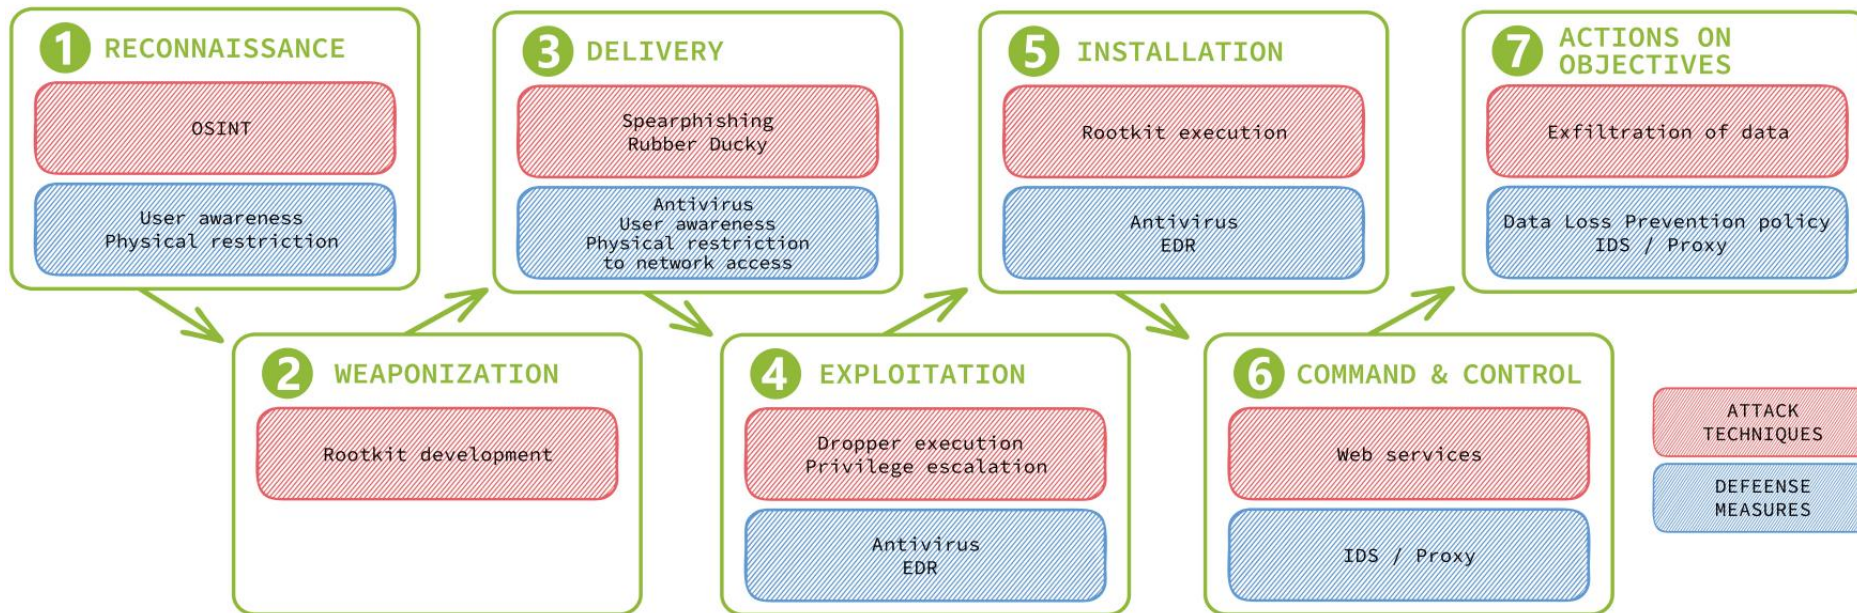 1 RECONNAISSANCE
OSINT
User awareness
Physical restriction
2 WEAPONIZATION
Rootkit development
3 DELIVERY
Spearphishing
Rubber Ducky
Antivirus
User awareness
Physical restriction
to network access
4 EXPLOITATION
Dropper execution
Privilege escalation
Antivirus
EDR
5 INSTALLATION
Rootkit execution
Antivirus
EDR
6 COMMAND & CONTROL
Web services
IDS / Proxy
7 ACTIONS ON
OBJECTIVES
Exfiltration of data
Data Loss Prevention policy
IDS / Proxy
ATTACK
TECHNIQUES
DEFEENSE
MEASURES